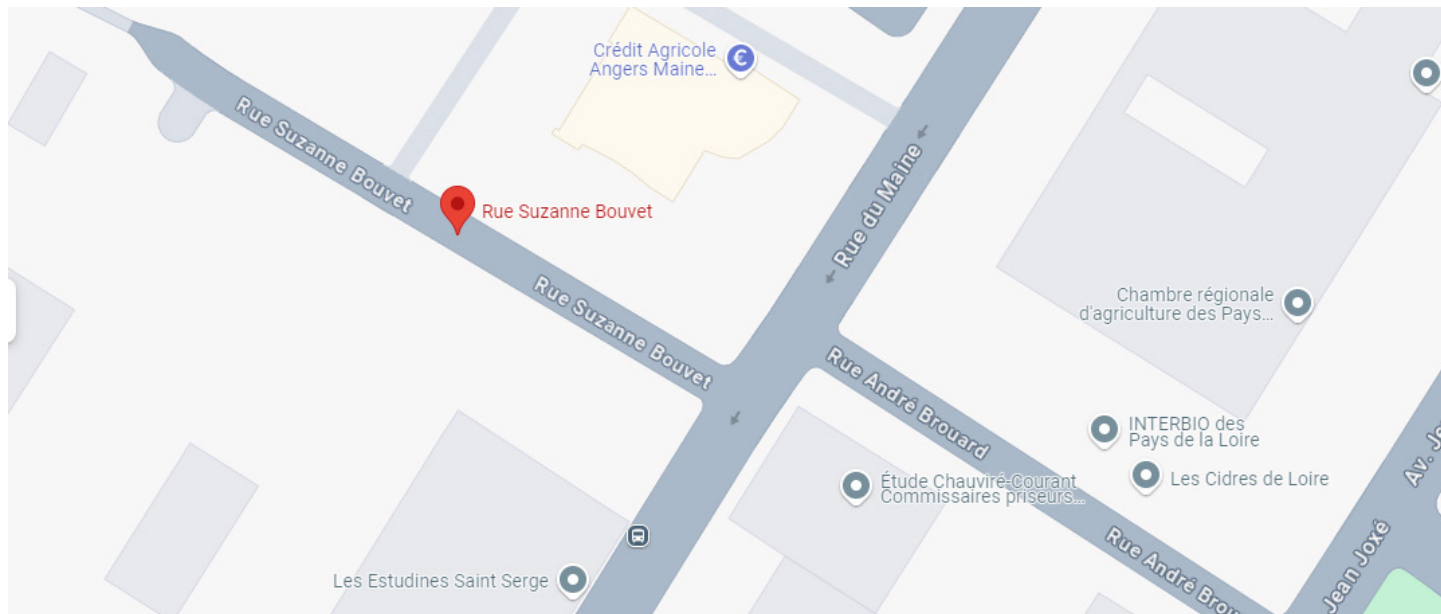 Crédit Agricole
Angers Maine...
Rue Suzanne Bouvet
Rue du Maine
Rue Suzanne Bouvet
Rue Suzanne Bouvet
Chambre régionale
d'agriculture des Pays...
Rue André Brouard
INTERBIO des
Pays de la Loire
Les Cidres de Loire
Étude Chauviré-Courant
Commissaires priseurs...
Av. Je
Jean Joxé
Rue André Brou
Les Estudines Saint Serge